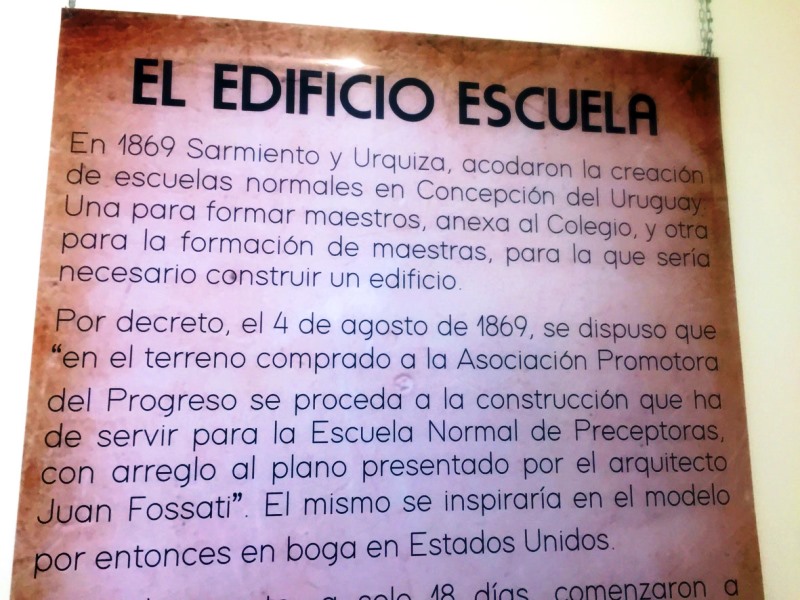 EL EDIFICIO ESCUELA
En 1869 Sarmiento y Urquiza, acodaron la creación
de escuelas normales en Concepción del Uruguay.
Una para formar maestros, anexa al Colegio, y otra
para la formación de maestras, para la que sería
necesario construir un edificio.
Por decreto, el 4 de agosto de 1869, se dispuso que
“en el terreno comprado a la Asociación Promotora
del Progreso se proceda a la construcción que ha
de servir para la Escuela Normal de Preceptoras,
con arreglo al plano presentado por el arquitecto
Juan Fossati”. El mismo se inspiraría en el modelo
por entonces en boga en Estados Unidos.
a solo 18 días, comenzaron a